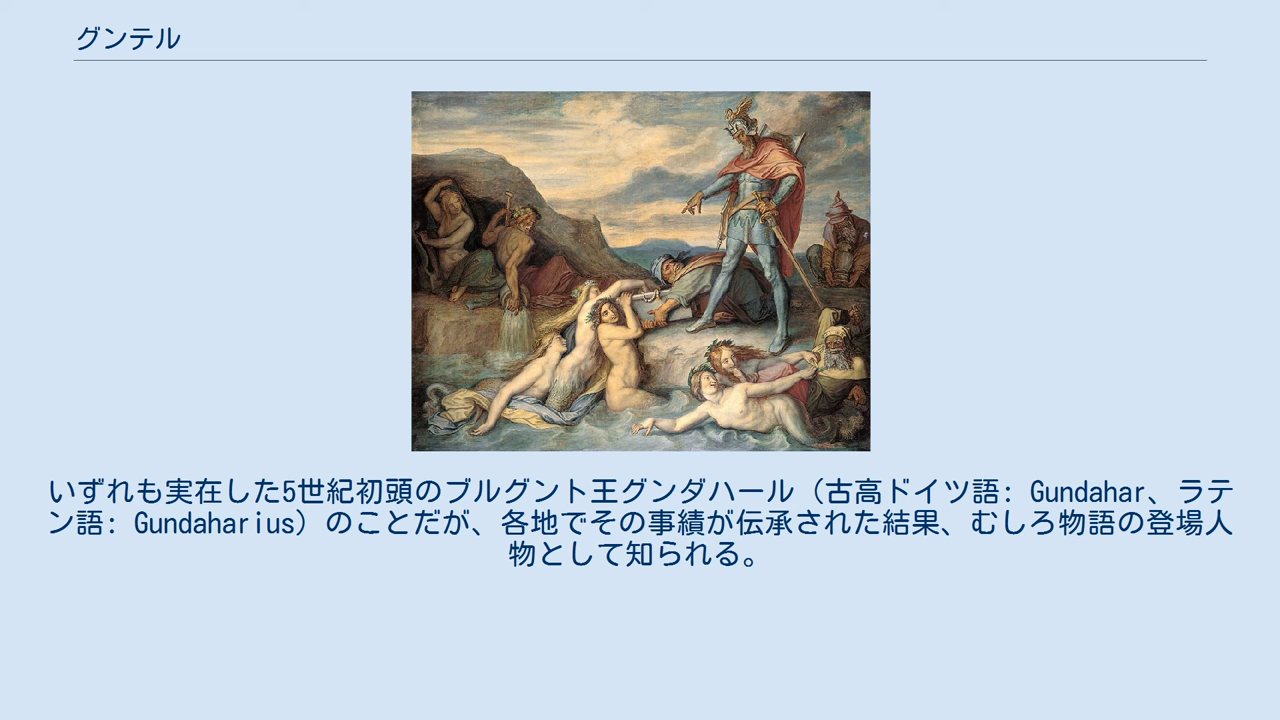 グンテル
いずれも実在した5世紀初頭のブルグント王グンダハール（古高ドイツ語: Gundahar、ラテ
ン語: Gundaharius）のことだが、各地でその事績が伝承された結果、むしろ物語の登場人
物として知られる。